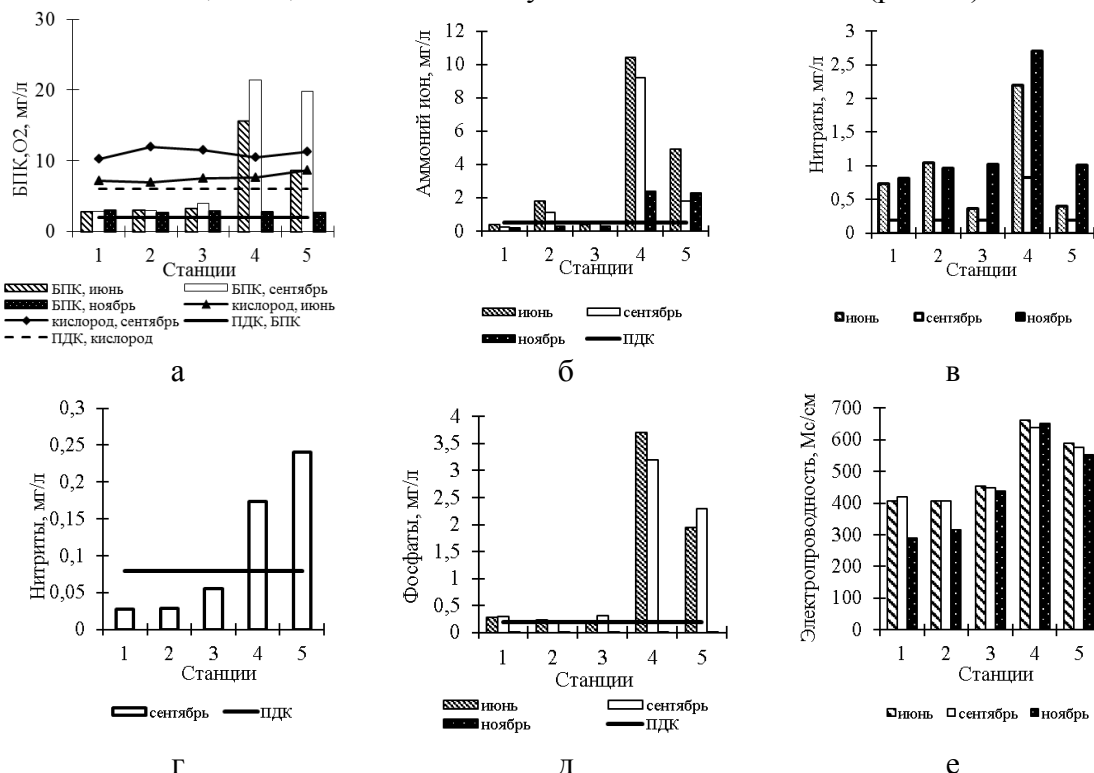 БПК,О2, мг/л
30
20
10
0
1 2 3 4 5
Станции
БПК, июнь
БПК, сентябрь
БПК, ноябрь
кислород, июнь
кислород, сентябрь
ПДК, БПК
ПДК, кислород
а
Аммоний ион, мг/л
12
10
8
6
4
2
0
1 2 3 4 5
Станции
июнь
сентябрь
ноябрь
ПДК
б
Нитраты, мг/л
3
2,5
2
1,5
1
0,5
0
1 2 3 4 5
Станции
июнь
сентябрь
ноябрь
в
Нитриты, мг/л
0,3
0,25
0,2
0,15
0,1
0,05
0
1 2 3 4 5
Станции
сентябрь
ПДК
г
Фосфаты, мг/л
4
3,5
3
2,5
2
1,5
1
0,5
0
1 2 3 4 5
Станции
июнь
сентябрь
ноябрь
ПДК
д
Электропроводность, Мс/см
700
600
500
400
300
200
100
0
1 2 3 4 5
Станции
июнь
сентябрь
ноябрь
е